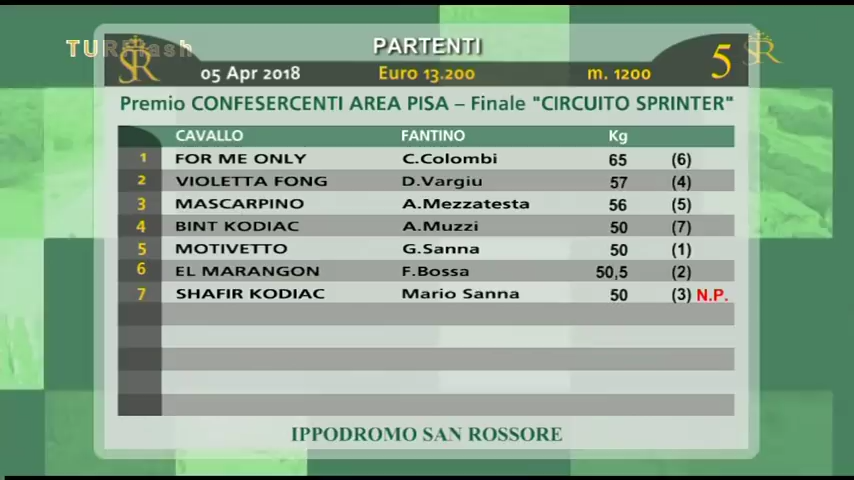 TURFlash
PARTENTI
SR
05 Apr 2018 Euro 13.200 m. 1200 5
SR
Premio CONFESERCENTI AREA PISA – Finale "CIRCUITO SPRINTER"
CAVALLO FANTINO Kg
1 FOR ME ONLY C.Colombi 65 (6)
2 VIOLETTA FONG D.Vargiu 57 (4)
3 MASCARPINO A.Mezzatesta 56 (5)
4 BINT KODIAC A.Muzzi 50 (7)
5 MOTIVETTO G.Sanna 50 (1)
6 EL MARANGON F.Bossa 50,5 (2)
7 SHAFIR KODIAC Mario Sanna 50 (3) N.P.
IPPODROMO SAN ROSSORE